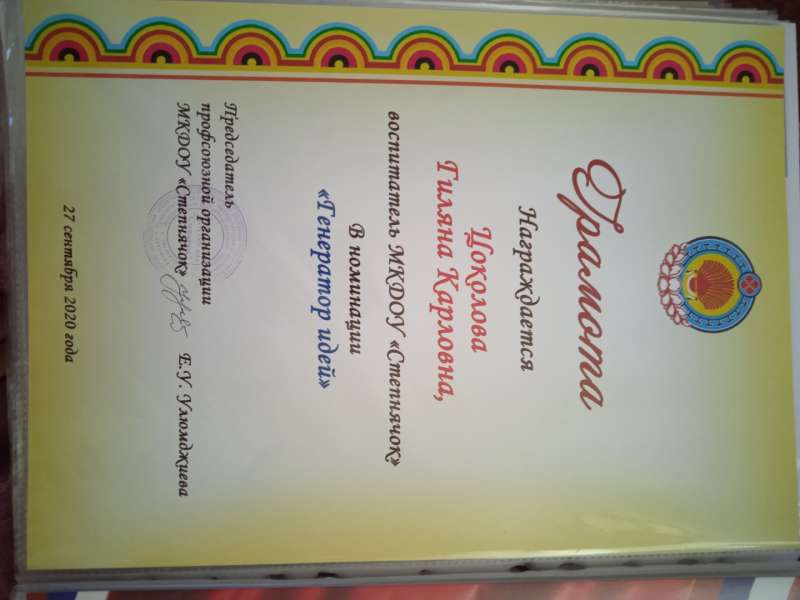 Грамота
Награждается
Цоколова
Гиляна Карловна,
воспитатель МКДОУ «Степнячок»
В номинации
«Генератор идей»
Председатель
профсоюзной организации
МКДОУ «Степнячок» Е.У. Улюмджиева
27 сентября 2020 года